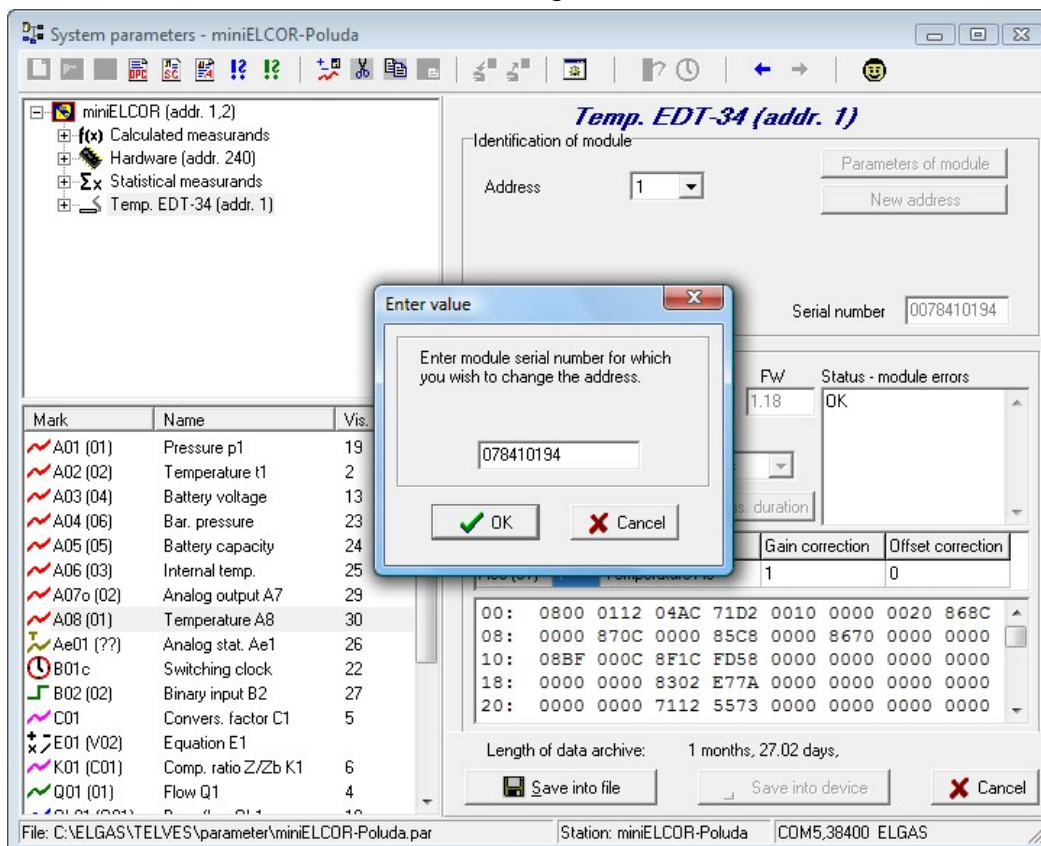 System parameters - miniELCOR-Poluda
miniELCOR (addr. 1,2)
f(x) Calculated measurands
Hardware (addr. 240)
Σx Statistical measurands
Temp. EDT-34 (addr. 1)
Temp. EDT-34 (addr. 1)
Identification of module
Address 1
Parameters of module
New address
Serial number 0078410194
Enter value
Enter module serial number for which
you wish to change the address.
078410194
OK Cancel
FW Status - module errors
1.18 OK
duration
Gain correction Offset correction
1 0
Mark Name Vis.
A01 (01) Pressure p1 19
A02 (02) Temperature t1 2
A03 (04) Battery voltage 13
A04 (06) Bar. pressure 23
A05 (05) Battery capacity 24
A06 (03) Internal temp. 25
A07o (02) Analog output A7 29
A08 (01) Temperature A8 30
Ae01 (??) Analog stat. Ae1 26
B01c Switching clock 22
B02 (02) Binary input B2 27
C01 Convers. factor C1 5
E01 (V02) Equation E1
K01 (C01) Comp. ratio Z/Zb K1 6
Q01 (01) Flow Q1 4
00: 0800 0112 04AC 71D2 0010 0000 0020 868C
08: 0000 870C 0000 85C8 0000 8670 0000 0000
10: 08BF 000C 8F1C FD58 0000 0000 0000 0000
18: 0000 0000 8302 E77A 0000 0000 0000 0000
20: 0000 0000 7112 5573 0000 0000 0000 0000
Length of data archive: 1 months, 27.02 days,
Save into file Save into device Cancel
File: C:\ELGAS\TELVES\parameter\miniELCOR-Poluda.par Station: miniELCOR-Poluda COM5,38400 ELGAS